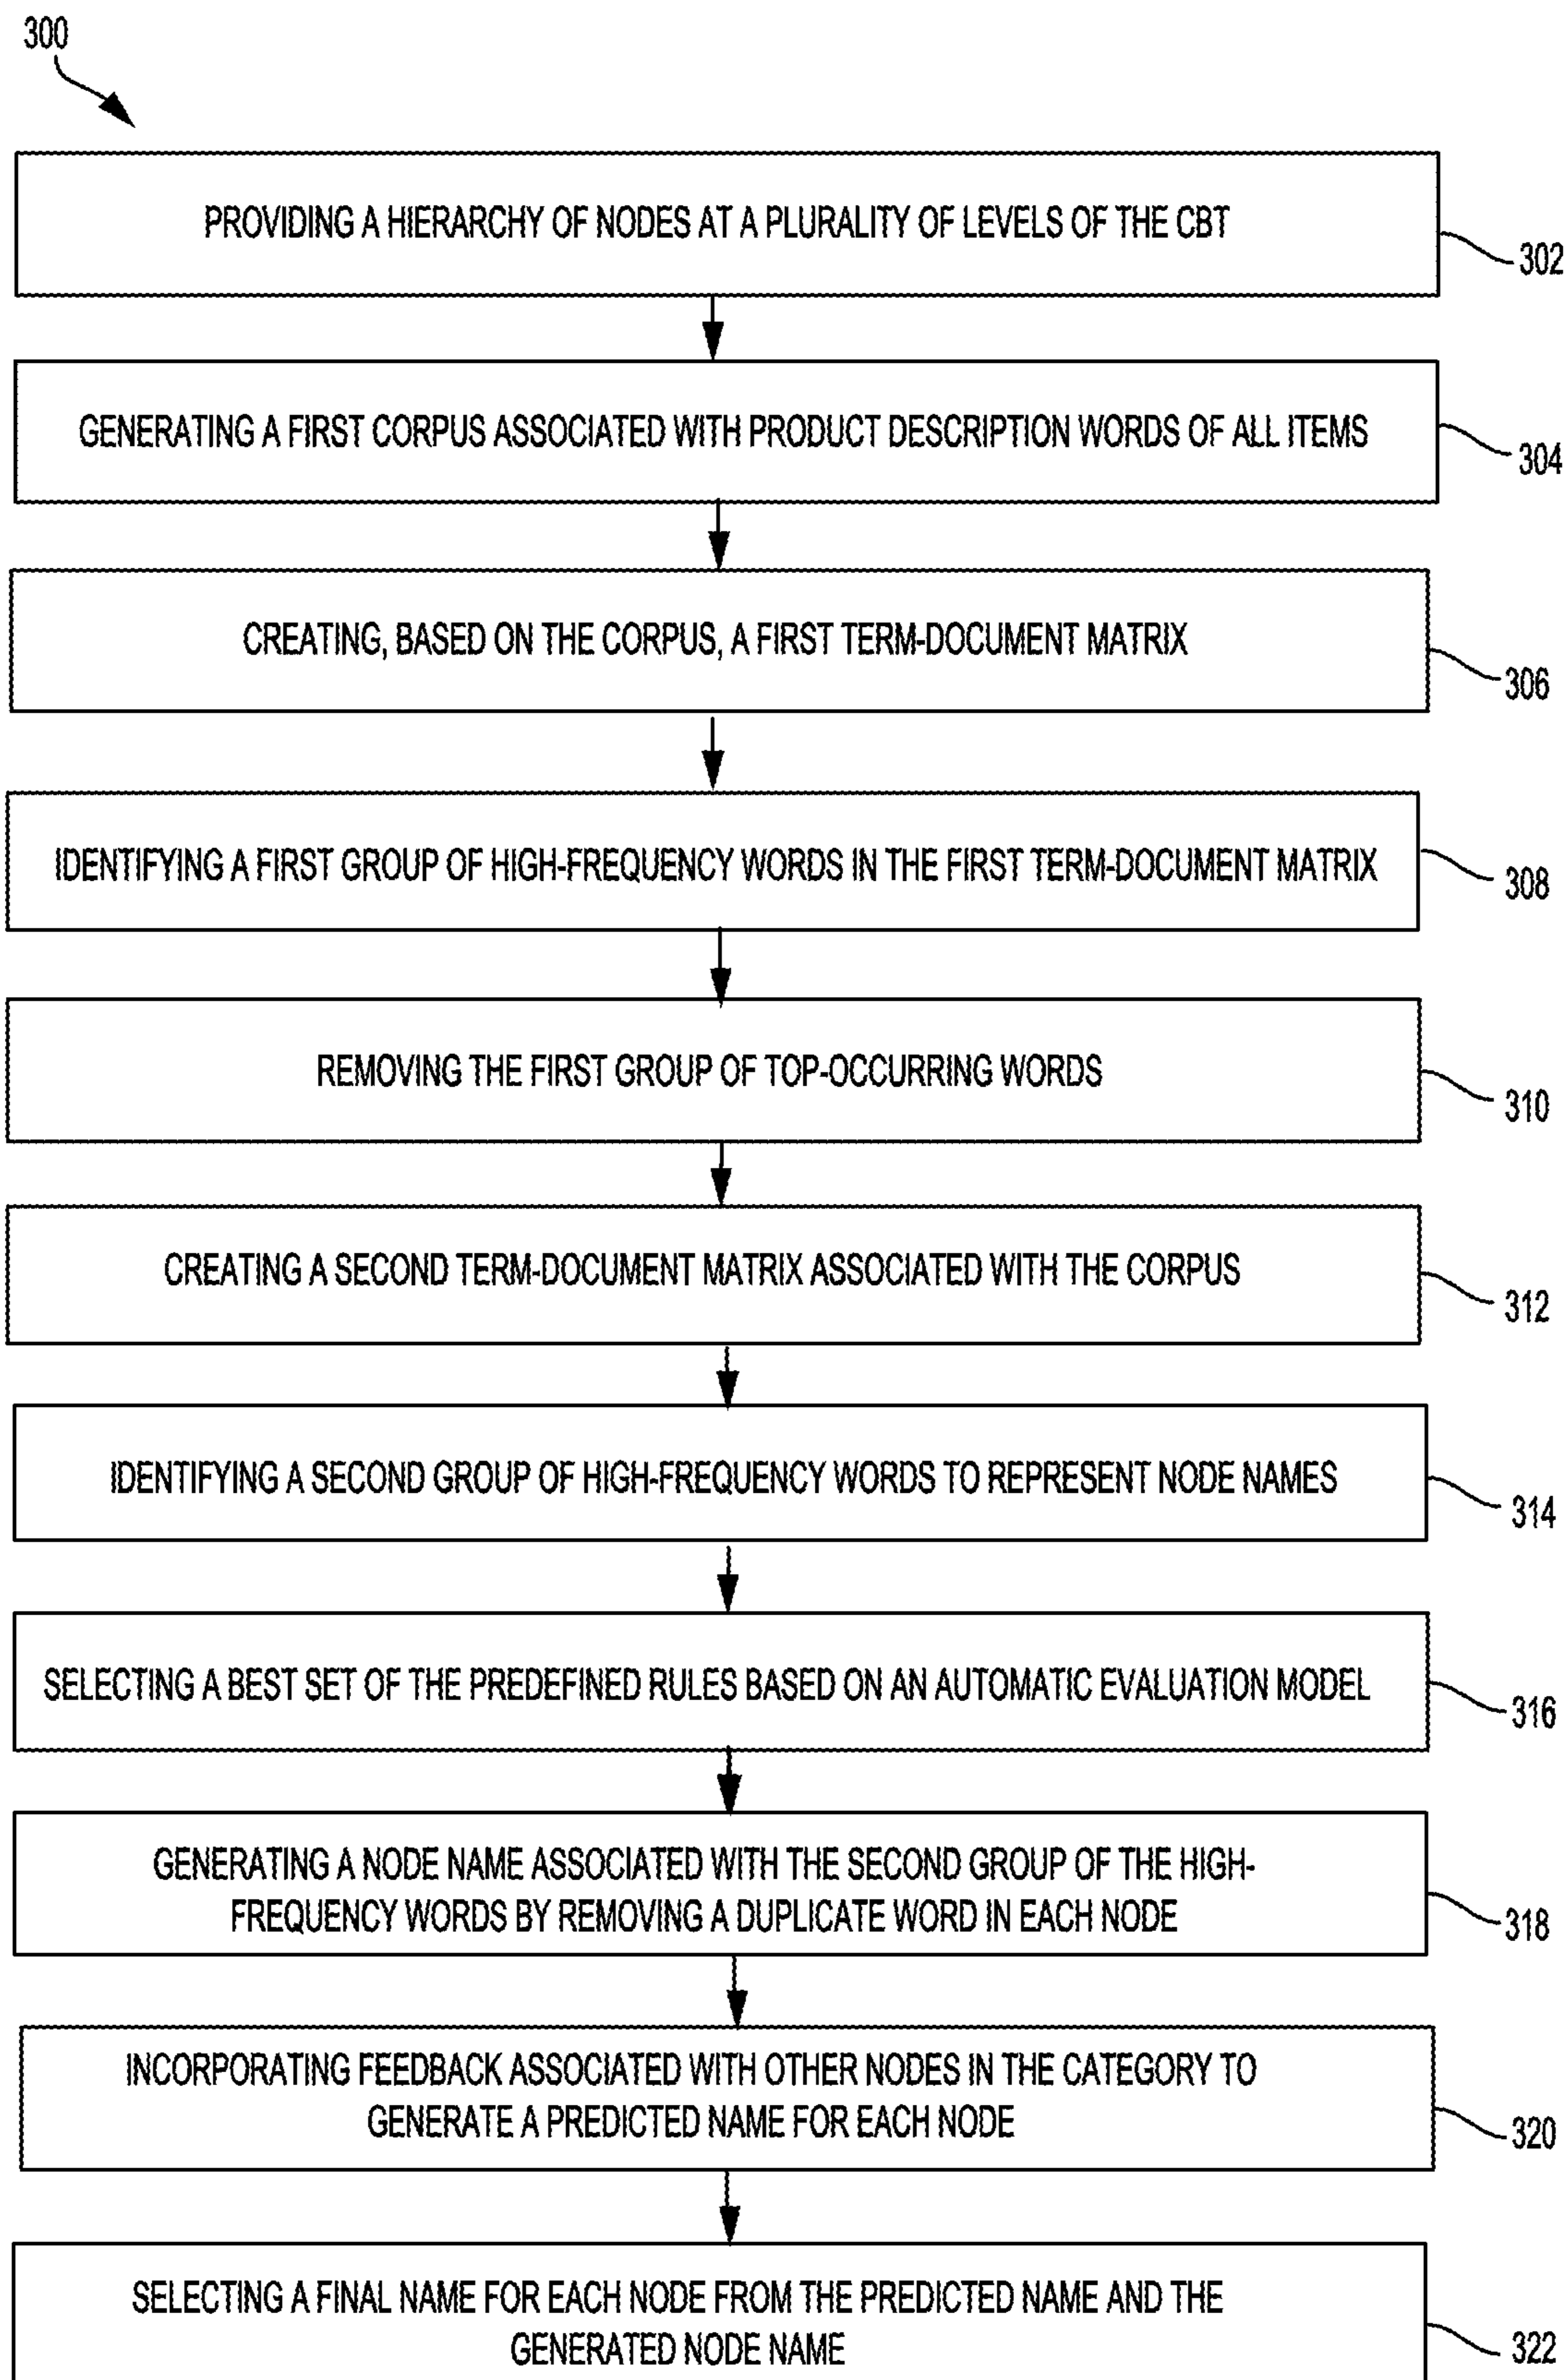 300
PROVIDING A HIERARCHY OF NODES AT A PLURALITY OF LEVELS OF THE CBT
302
GENERATING A FIRST CORPUS ASSOCIATED WITH PRODUCT DESCRIPTION WORDS OF ALL ITEMS
304
CREATING, BASED ON THE CORPUS, A FIRST TERM-DOCUMENT MATRIX
306
IDENTIFYING A FIRST GROUP OF HIGH-FREQUENCY WORDS IN THE FIRST TERM-DOCUMENT MATRIX
308
REMOVING THE FIRST GROUP OF TOP-OCCURRING WORDS
310
CREATING A SECOND TERM-DOCUMENT MATRIX ASSOCIATED WITH THE CORPUS
312
IDENTIFYING A SECOND GROUP OF HIGH-FREQUENCY WORDS TO REPRESENT NODE NAMES
314
SELECTING A BEST SET OF THE PREDEFINED RULES BASED ON AN AUTOMATIC EVALUATION MODEL
316
GENERATING A NODE NAME ASSOCIATED WITH THE SECOND GROUP OF THE HIGH-
FREQUENCY WORDS BY REMOVING A DUPLICATE WORD IN EACH NODE
318
INCORPORATING FEEDBACK ASSOCIATED WITH OTHER NODES IN THE CATEGORY TO
GENERATE A PREDICTED NAME FOR EACH NODE
320
SELECTING A FINAL NAME FOR EACH NODE FROM THE PREDICTED NAME AND THE
GENERATED NODE NAME
322